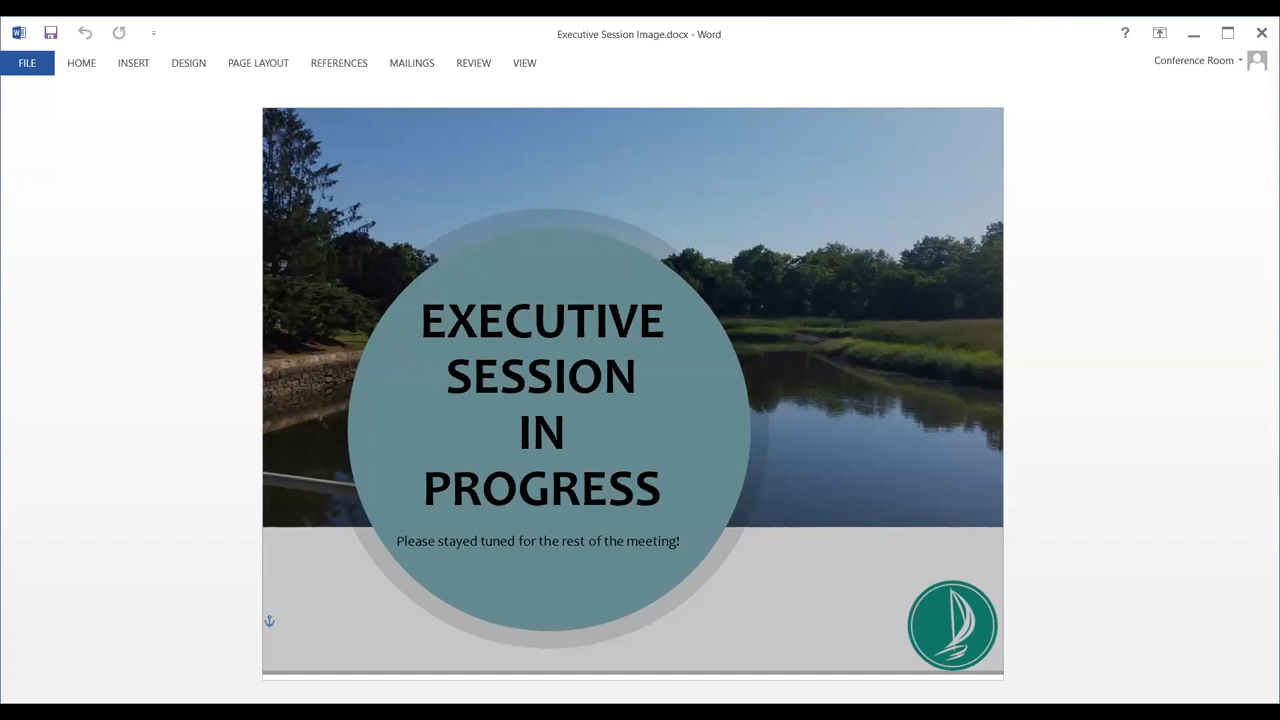 Executive Session Image.docx - Word
?
FILE
HOME
INSERT
DESIGN
PAGE LAYOUT
REFERENCES
MAILINGS
REVIEW
VIEW
Conference Room
EXECUTIVE
SESSION
IN
PROGRESS
Please stayed tuned for the rest of the meeting!